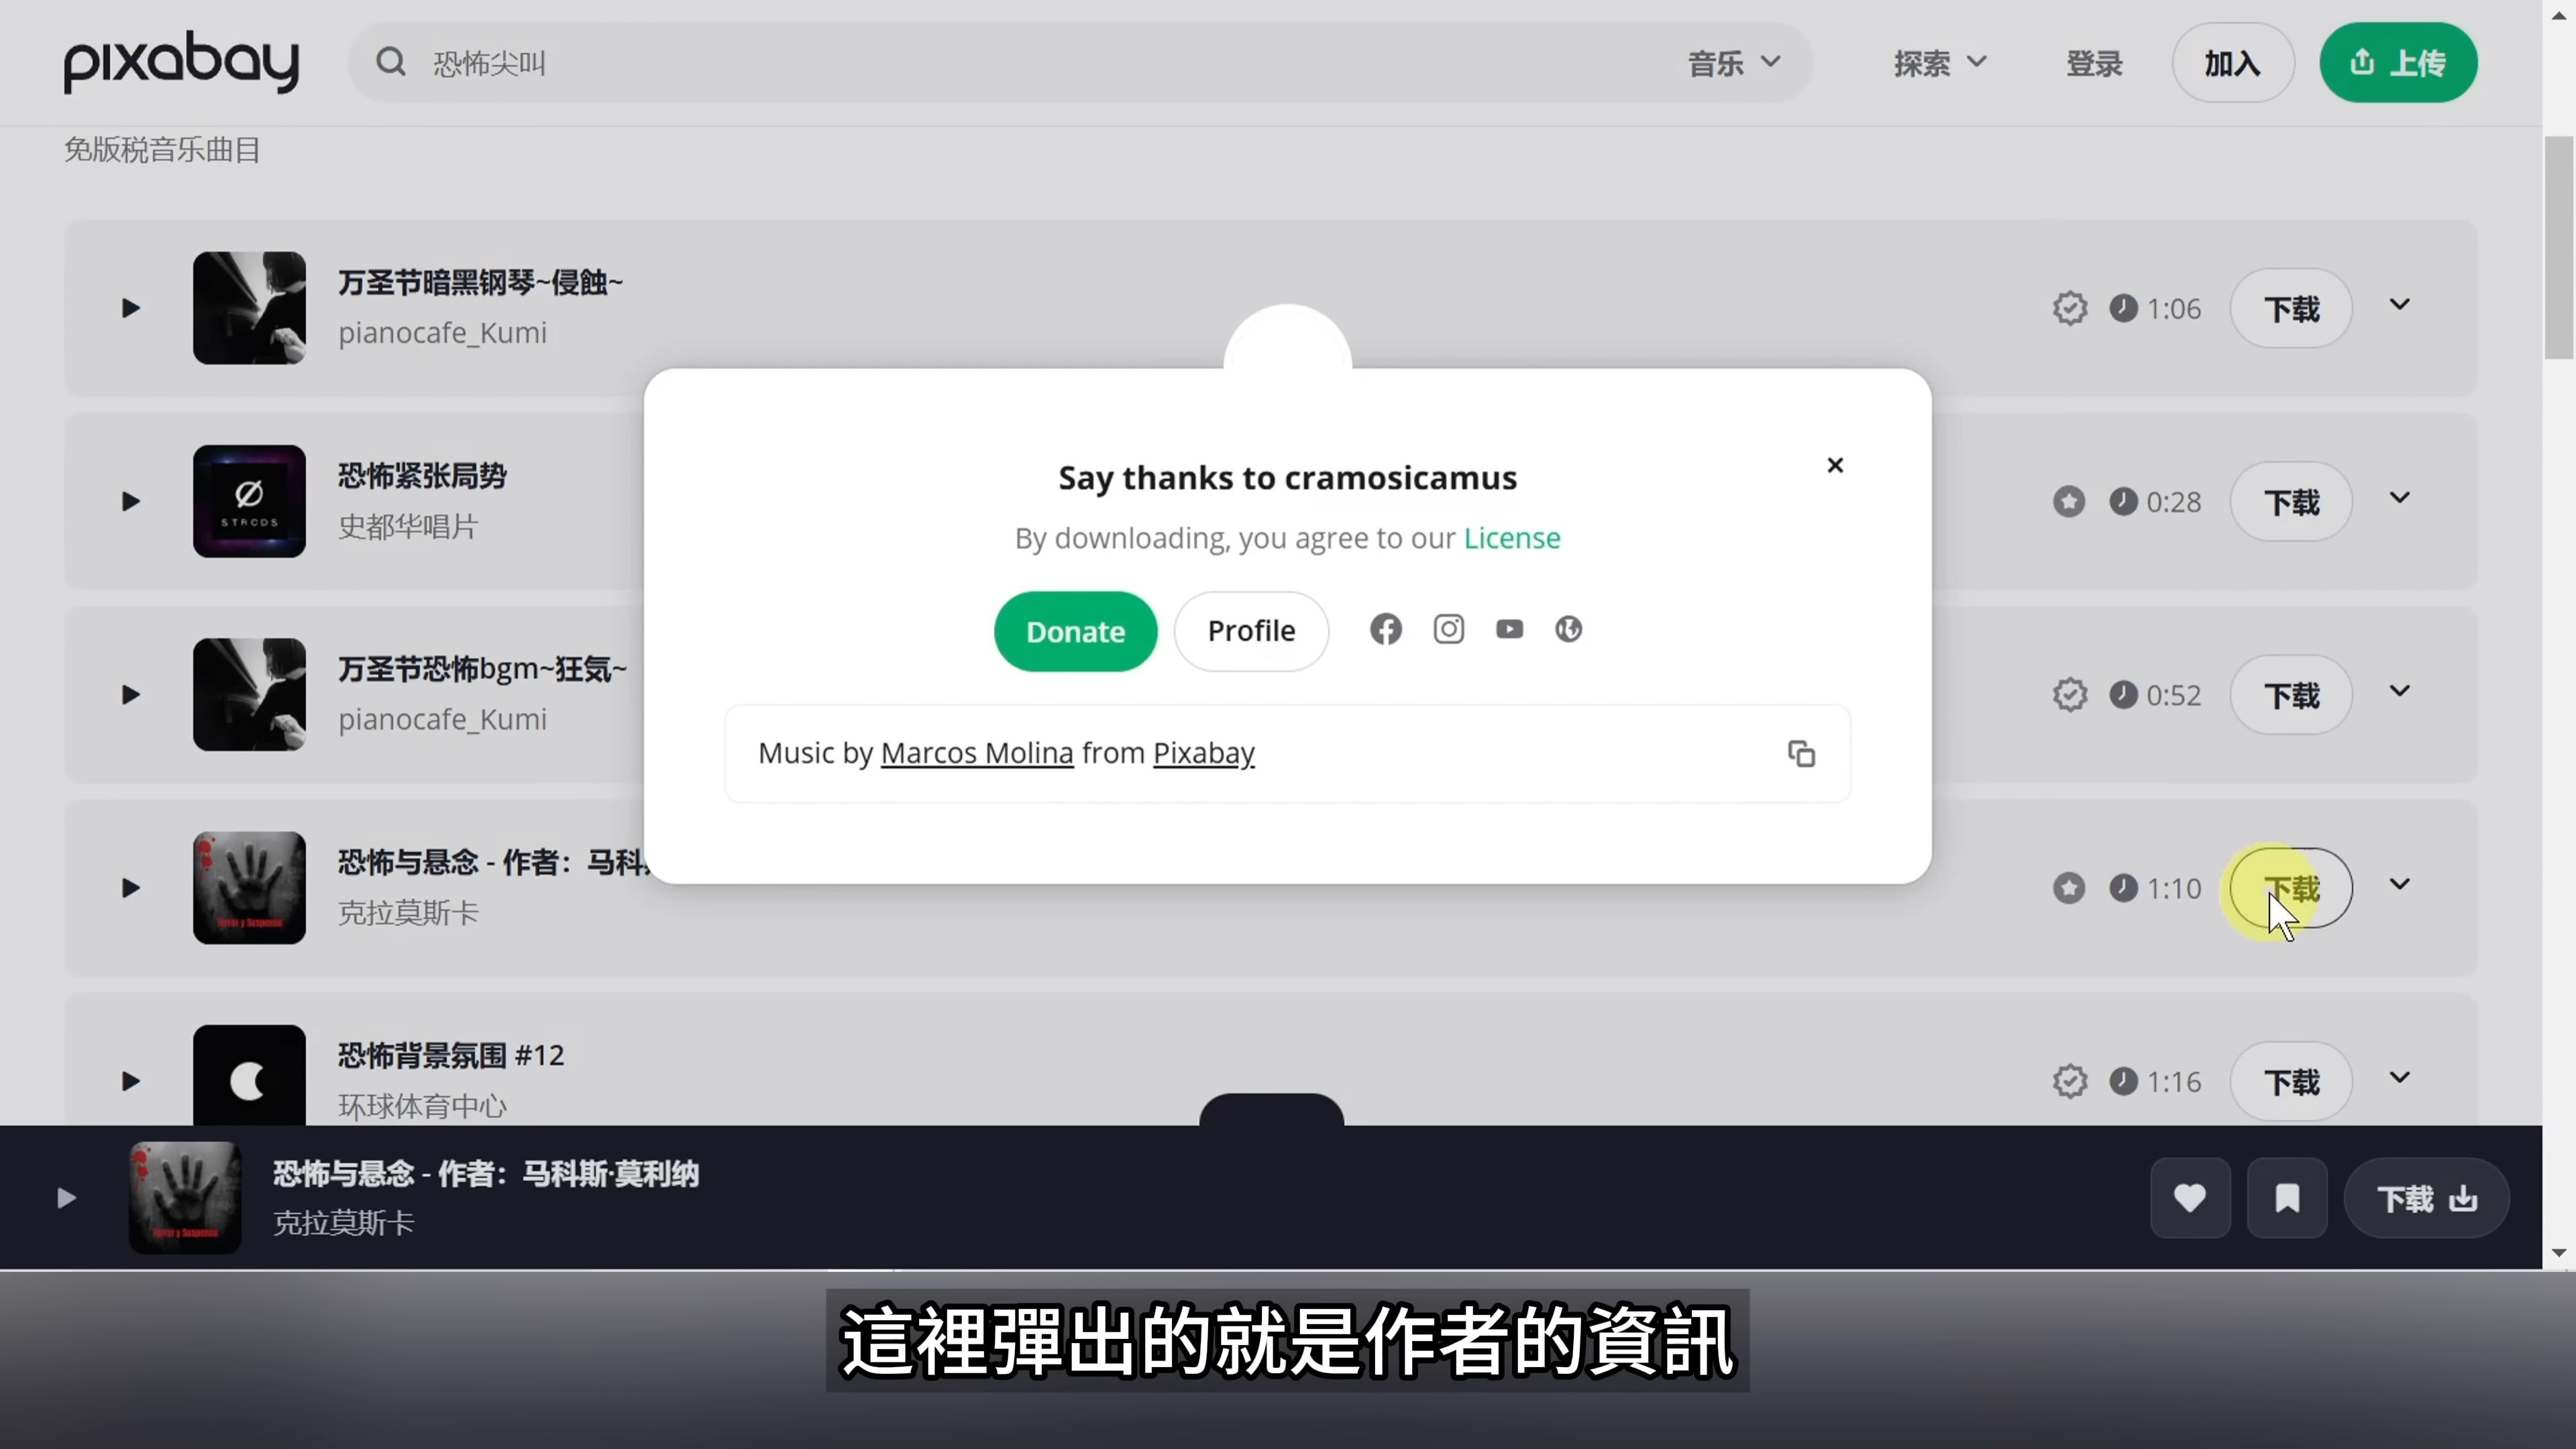 pixabay
恐怖尖叫
音乐
探索
登录
加入
上传
免版税音乐曲目
万圣节暗黑钢琴~侵蝕~
pianocafe_Kumi
1:06
下载
恐怖紧张局势
史都华唱片
STRCDS
0:28
下载
万圣节恐怖bgm~狂気~
pianocafe_Kumi
0:52
下载
恐怖与悬念 - 作者：马科
克拉莫斯卡
Terror y Suspenso
1:10
下载
恐怖背景氛围 #12
环球体育中心
1:16
下载
Say thanks to cramosicamus
By downloading, you agree to our License
Donate
Profile
Music by Marcos Molina from Pixabay
恐怖与悬念 - 作者：马科斯·莫利纳
克拉莫斯卡
Terror y Suspenso
下载
這裡彈出的就是作者的資訊